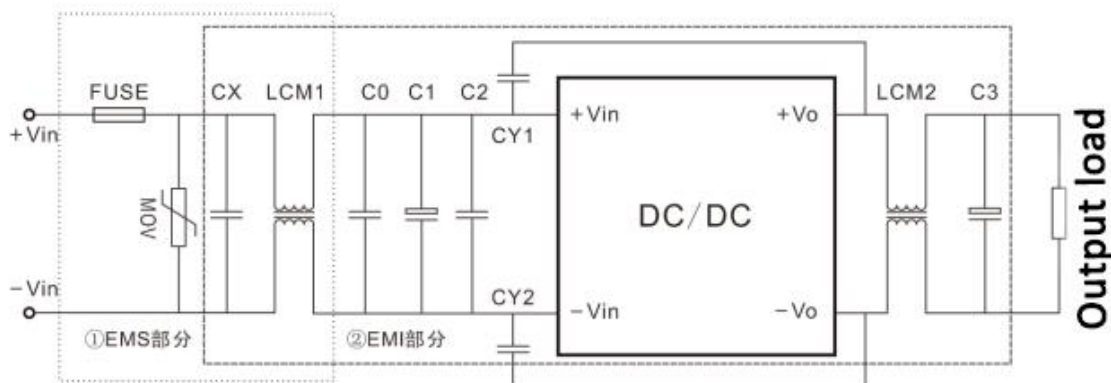 FUSE
CX
LCM1
C0
C1
C2
CY1
+Vin
+Vo
LCM2
C3
+Vin
MOV
DC/DC
Output load
-Vin
CY2
-Vin
-Vo
①EMS部分
②EMI部分